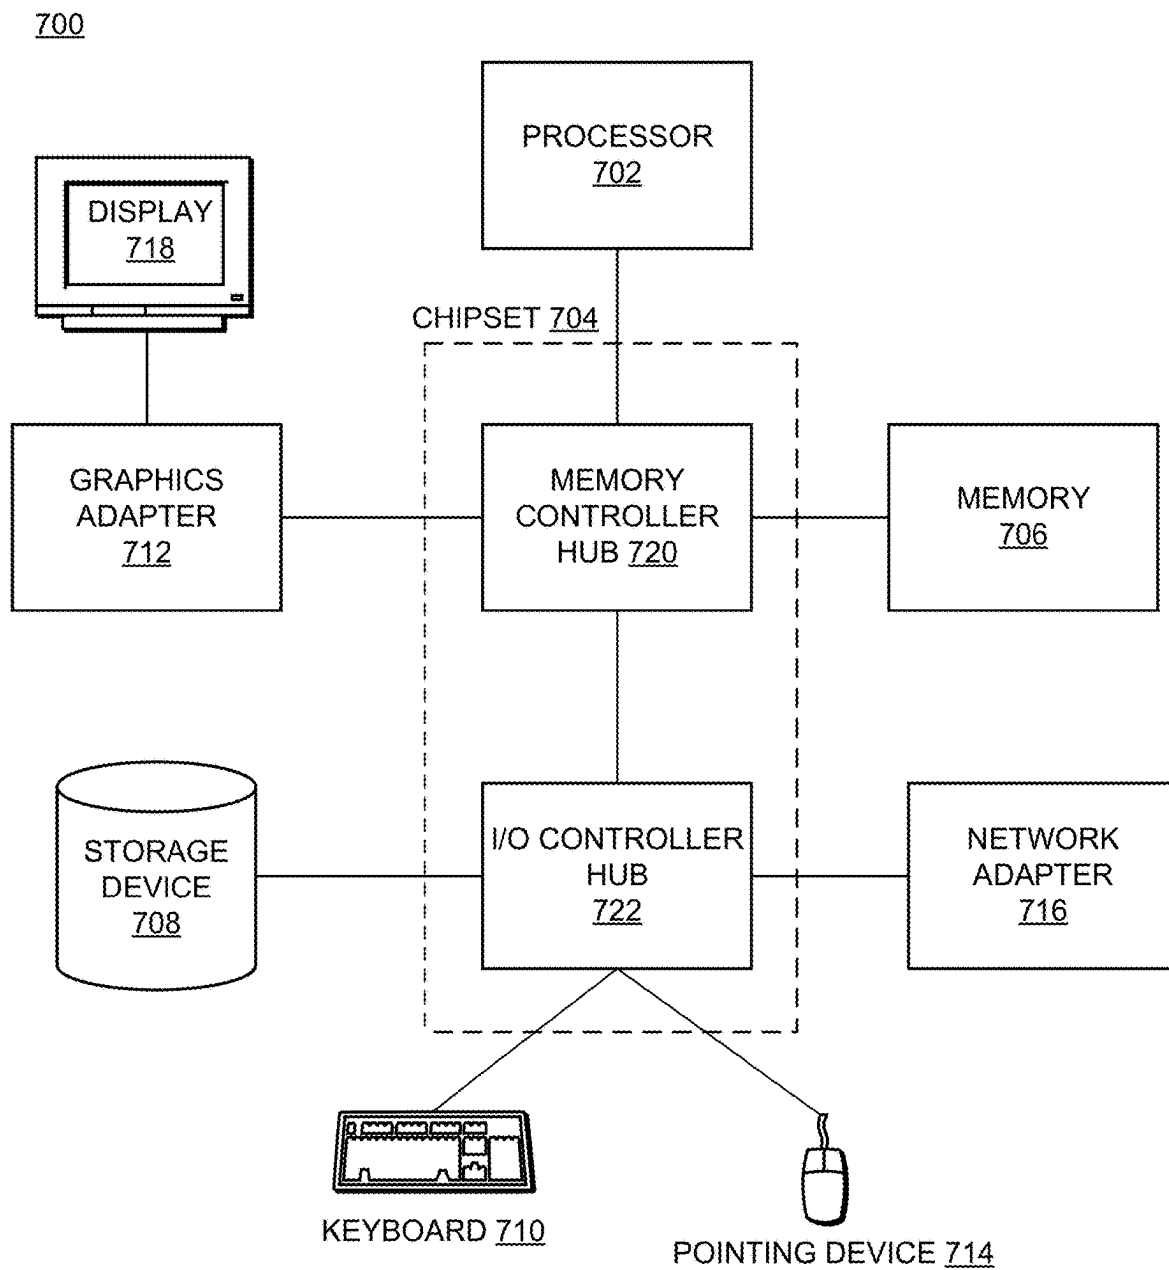 700
PROCESSOR
702
DISPLAY
718
CHIPSET 704
GRAPHICS
ADAPTER
712
MEMORY
CONTROLLER
HUB 720
MEMORY
706
STORAGE
DEVICE
708
I/O CONTROLLER
HUB
722
NETWORK
ADAPTER
716
KEYBOARD 710
POINTING DEVICE 714